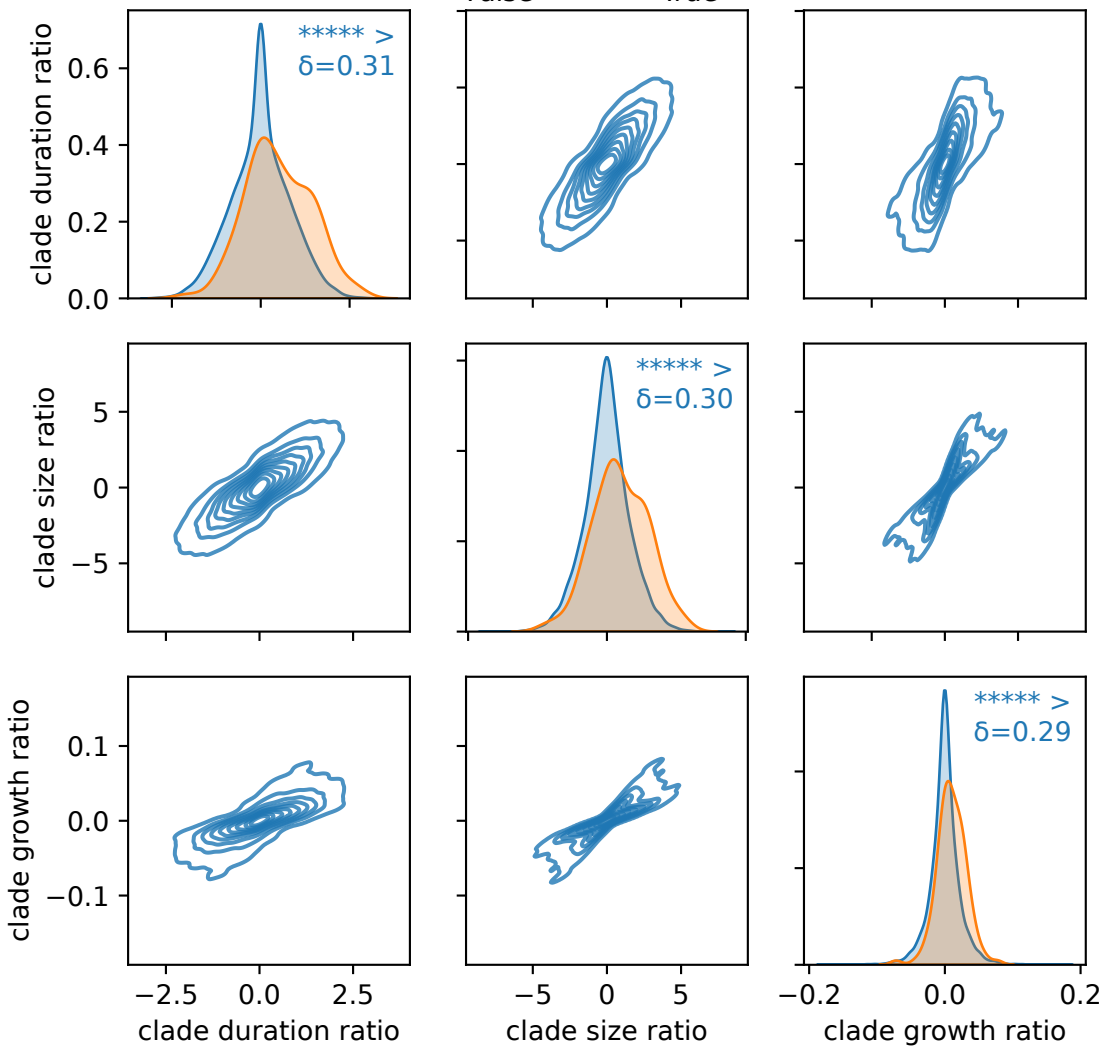 ***** >
δ=0.31
clade duration ratio
0.6
0.4
0.2
0.0
clade size ratio
5
0
−5
***** >
δ=0.30
clade growth ratio
0.1
0.0
−0.1
***** >
δ=0.29
−2.5 0.0 2.5
−5 0 5
−0.2 0.0 0.2
clade duration ratio
clade size ratio
clade growth ratio